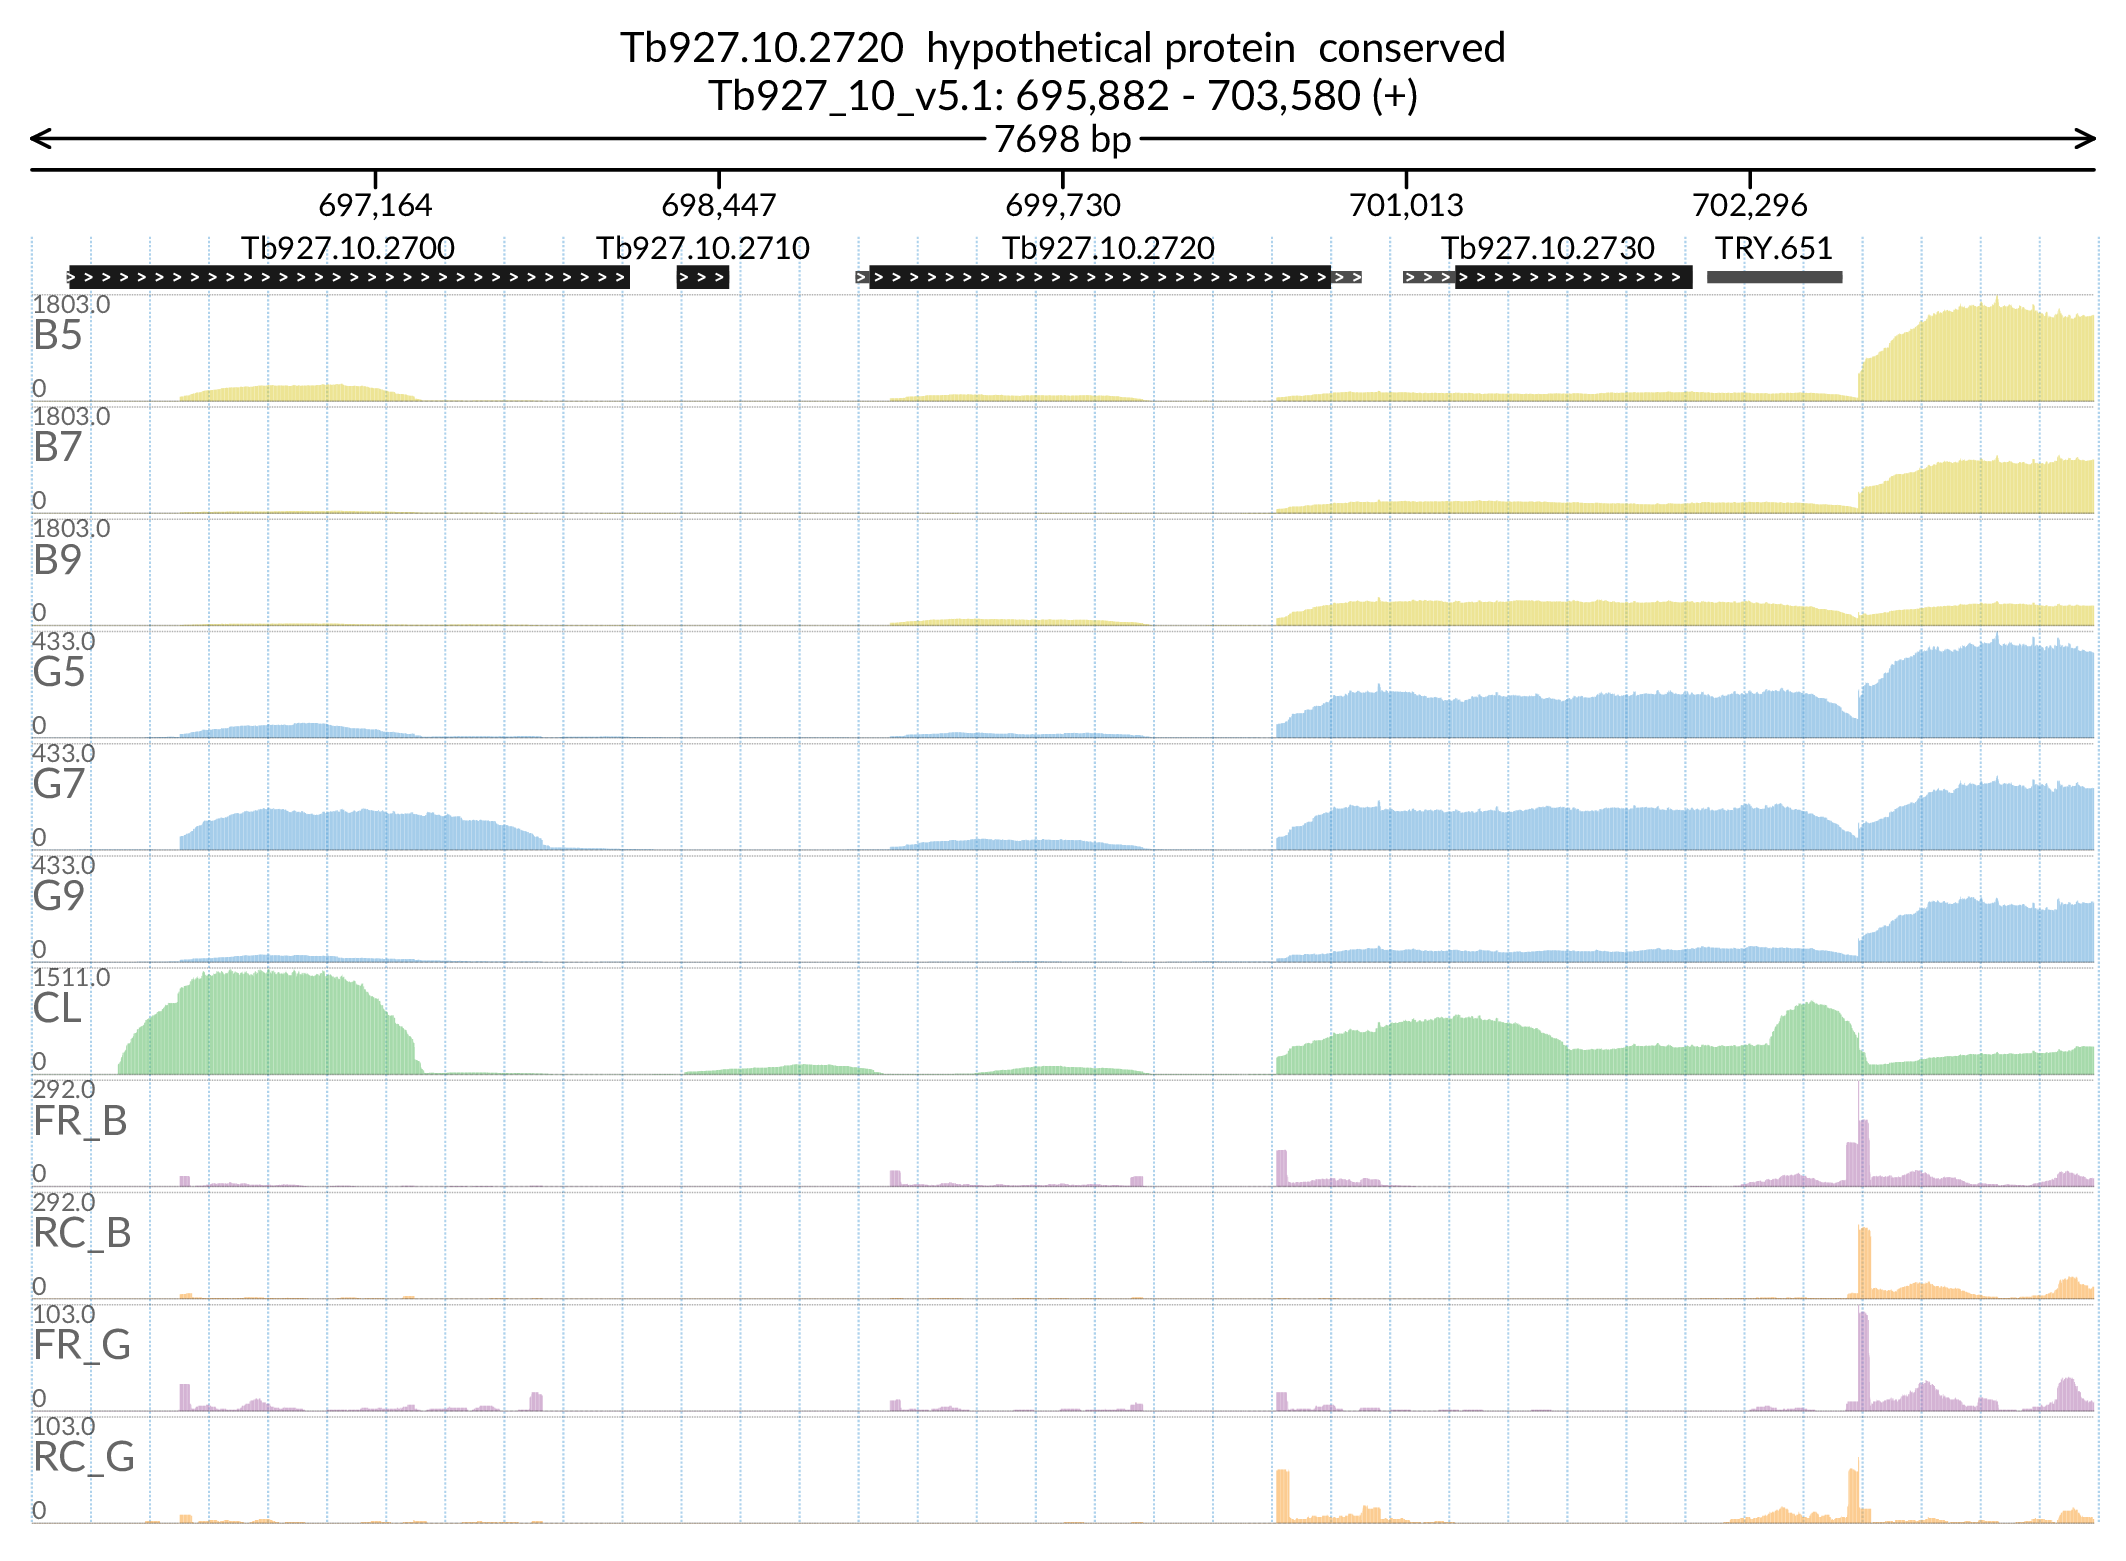 Tb927.10.2720  hypothetical protein  conserved
Tb927_10_v5.1: 695,882 - 703,580 (+)
7698 bp
697,164 698,447 699,730 701,013 702,296
Tb927.10.2700 Tb927.10.2710 Tb927.10.2720 Tb927.10.2730 TRY.651
1803.0
B5
0
1803.0
B7
0
1803.0
B9
0
433.0
G5
0
433.0
G7
0
433.0
G9
0
1511.0
CL
0
292.0
FR_B
0
292.0
RC_B
0
103.0
FR_G
0
103.0
RC_G
0